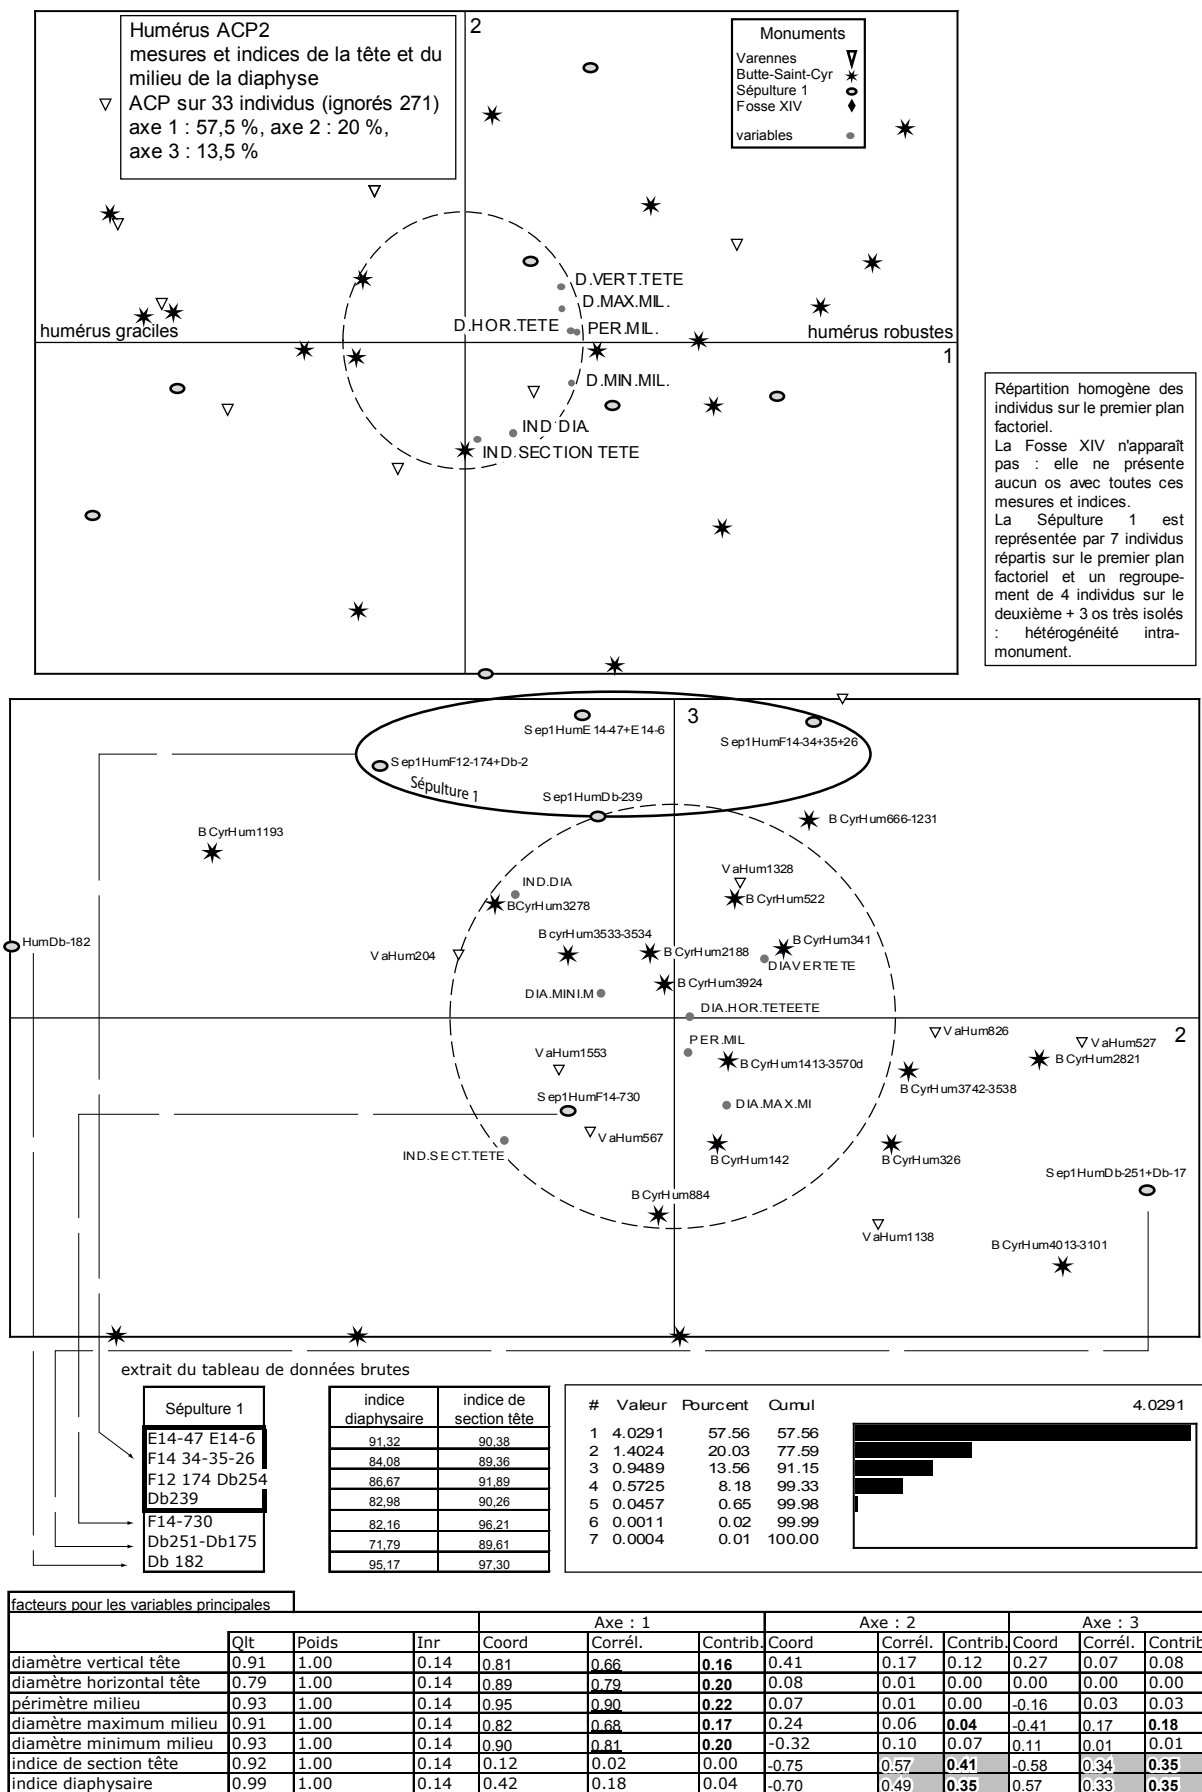 Humérus ACP2
mesures et indices de la tête et du
milieu de la diaphyse
ACP sur 33 individus (ignorés 271)
axe 1 : 57,5 %, axe 2 : 20 %,
axe 3 : 13,5 %
2
Monuments
Varennes
Butte-Saint-Cyr
Sépulture 1
Fosse XIV
variables
D.VERT.TETE
D.MAX.MIL.
D.HOR.TETE
PER.MIL.
humérus graciles
humérus robustes
1
D.MIN.MIL.
IND DIA.
IND.SECTION TETE
Répartition homogène des
individus sur le premier plan
factoriel.
La Fosse XIV n'apparaît
pas : elle ne présente
aucun os avec toutes ces
mesures et indices.
La Sépulture 1 est
représentée par 7 individus
répartis sur le premier plan
factoriel et un regroupe-
ment de 4 individus sur le
deuxième + 3 os très isolés
: hétérogénéité intra-
monument.
3
Sep1HumE14-47+E14-6
Sep1HumF14-34+35+26
Sep1HumF12-174+Db-2
Sépulture 1
Sep1HumDb-239
BCyrHum1193
BCyrHum666-1231
VaHum1328
IND.DIA
BCyrHum3278
BCyrHum522
HumDb-182
VaHum204
BcyrHum3533-3534
BCyrHum2188
BCyrHum341
DIAVERTETE
BCyrHum3924
DIA.MINI.M
DIA.HOR.TETEETE
2
VaHum826
VaHum527
PER.MIL
VaHum1553
BCyrHum1413-3570d
BCyrHum2821
BCyrHum3742-3538
Sep1HumF14-730
DIA.MAX.MI
VaHum567
IND.SECT.TETE
BCyrHum142
BCyrHum326
Sep1HumDb-251+Db-17
BCyrHum884
VaHum1138
BCyrHum4013-3101
extrait du tableau de données brutes
Sépulture 1
E14-47 E14-6
F14 34-35-26
F12 174 Db254
Db239
F14-730
Db251-Db175
Db 182
indice diaphysaire | indice de section tête
91,32 90,38
84,08 89,36
86,67 91,89
82,98 90,26
82,16 96,21
71,79 89,61
95,17 97,30
# Valeur Pourcent Cumul 4.0291
1 4.0291 57.56 57.56
2 1.4024 20.03 77.59
3 0.9489 13.56 91.15
4 0.5725 8.18 99.33
5 0.0457 0.65 99.98
6 0.0011 0.02 99.99
7 0.0004 0.01 100.00
facteurs pour les variables principales
Axe : 1 Axe : 2 Axe : 3
Qlt Poids Inr Coord Corrél. Contrib. Coord Corrél. Contrib. Coord Corrél. Contrib
diamètre vertical tête 0.91 1.00 0.14 0.81 0.66 0.16 0.41 0.17 0.12 0.27 0.07 0.08
diamètre horizontal tête 0.79 1.00 0.14 0.89 0.79 0.20 0.08 0.01 0.00 0.00 0.00 0.00
périmètre milieu 0.93 1.00 0.14 0.95 0.90 0.22 0.07 0.01 0.00 -0.16 0.03 0.03
diamètre maximum milieu 0.91 1.00 0.14 0.82 0.68 0.17 0.24 0.06 0.04 -0.41 0.17 0.18
diamètre minimum milieu 0.93 1.00 0.14 0.90 0.81 0.20 -0.32 0.10 0.07 0.11 0.01 0.01
indice de section tête 0.92 1.00 0.14 0.12 0.02 0.00 -0.75 0.57 0.41 -0.58 0.34 0.35
indice diaphysaire 0.99 1.00 0.14 0.42 0.18 0.04 -0.70 0.49 0.35 0.57 0.33 0.35